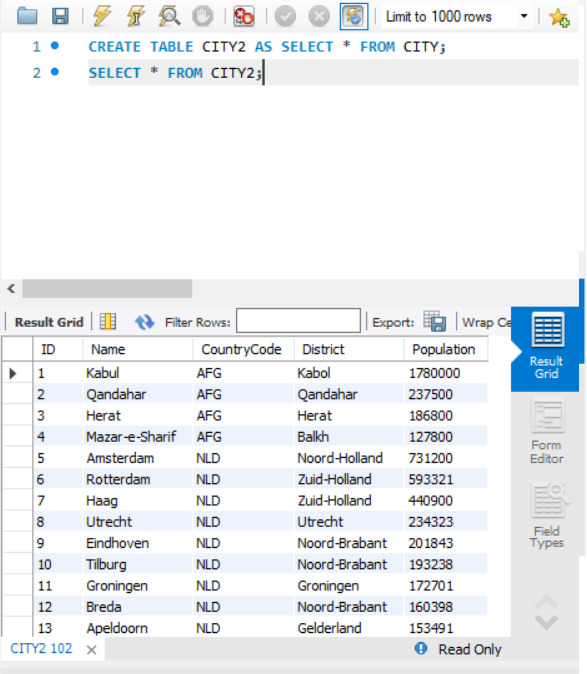 Limit to 1000 rows
1 CREATE TABLE CITY2 AS SELECT * FROM CITY;
2 SELECT * FROM CITY2;
Result Grid Filter Rows: Export: Wrap Ce
ID Name CountryCode District Population
1 Kabul AFG Kabol 1780000
2 Qandahar AFG Qandahar 237500
3 Herat AFG Herat 186800
4 Mazar-e-Sharif AFG Balkh 127800
5 Amsterdam NLD Noord-Holland 731200
6 Rotterdam NLD Zuid-Holland 593321
7 Haag NLD Zuid-Holland 440900
8 Utrecht NLD Utrecht 234323
9 Eindhoven NLD Noord-Brabant 201843
10 Tilburg NLD Noord-Brabant 193238
11 Groningen NLD Groningen 172701
12 Breda NLD Noord-Brabant 160398
13 Apeldoorn NLD Gelderland 153491
Result
Grid
Form
Editor
Field
Types
CITY2 102 Read Only